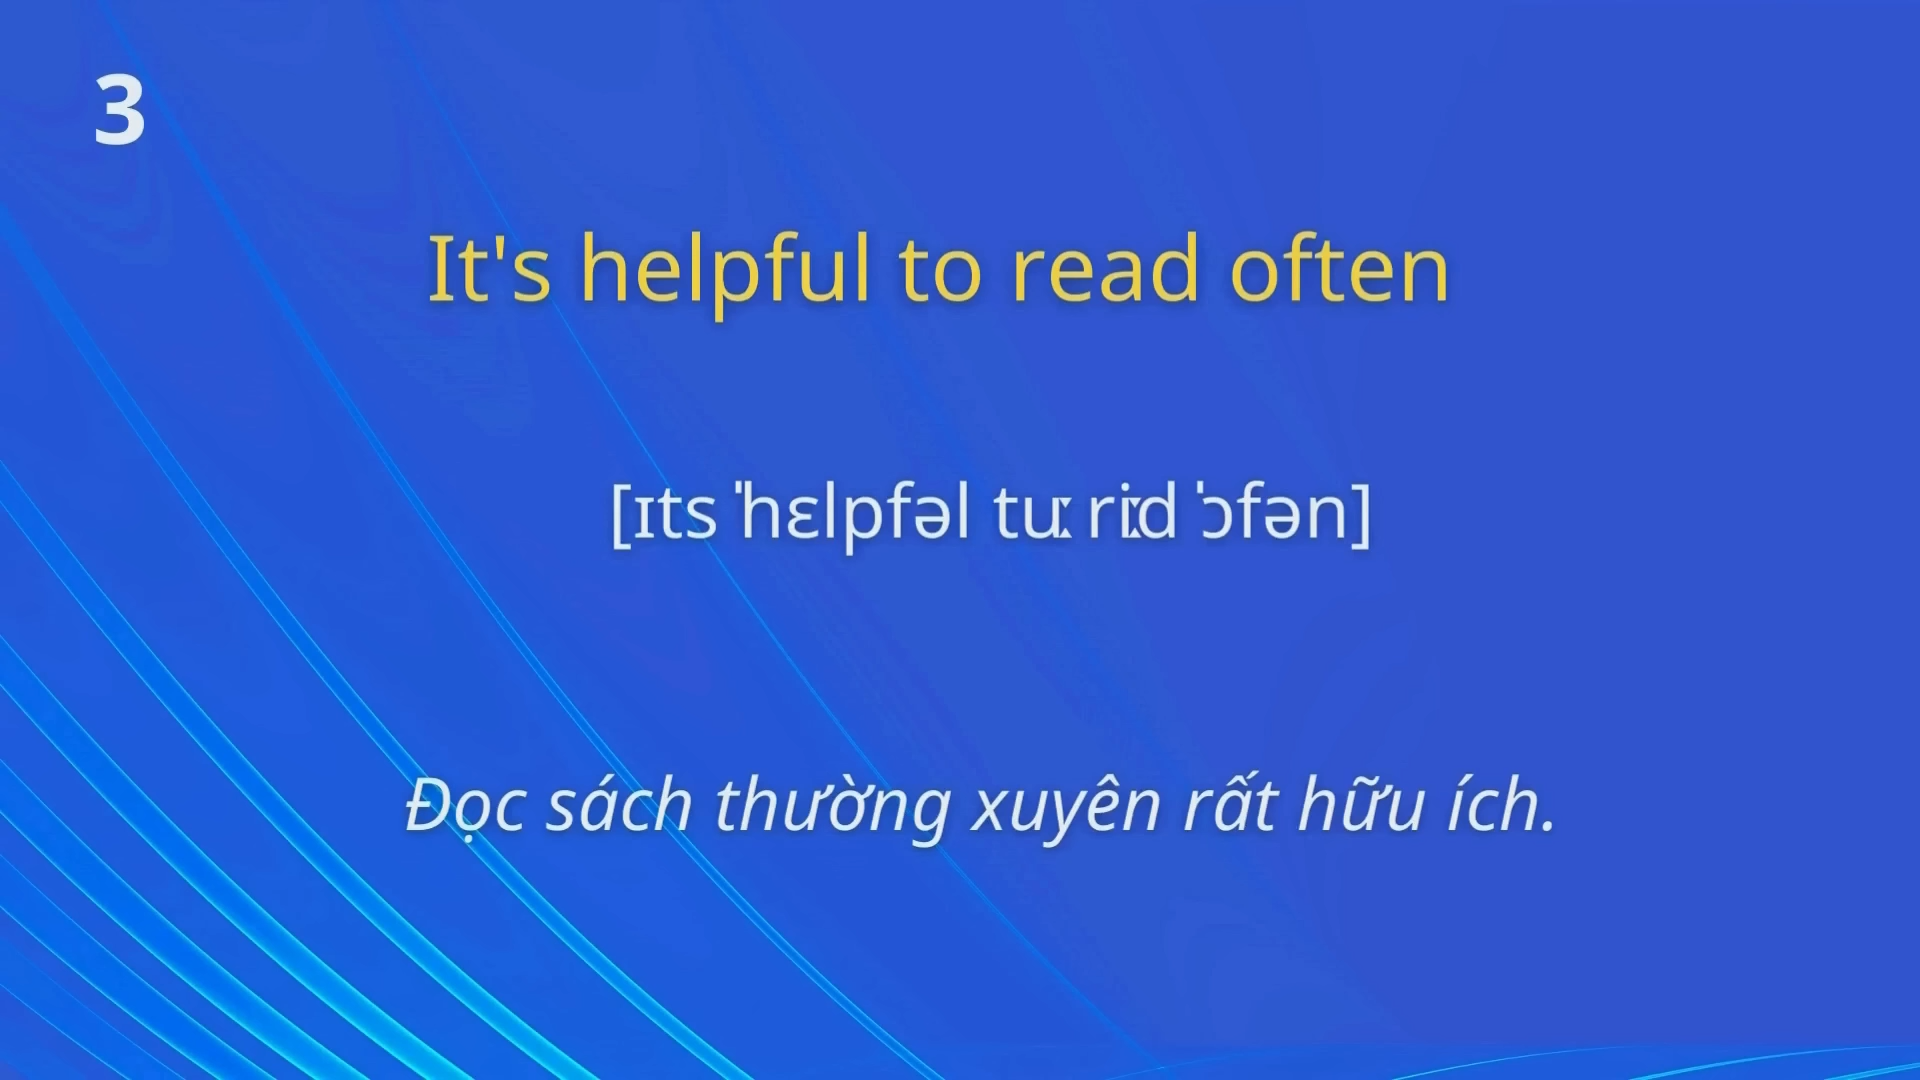 3
It's helpful to read often
[ɪts ˈhɛlpfəl tuː riːd ˈɔfən]
Đọc sách thường xuyên rất hữu ích.